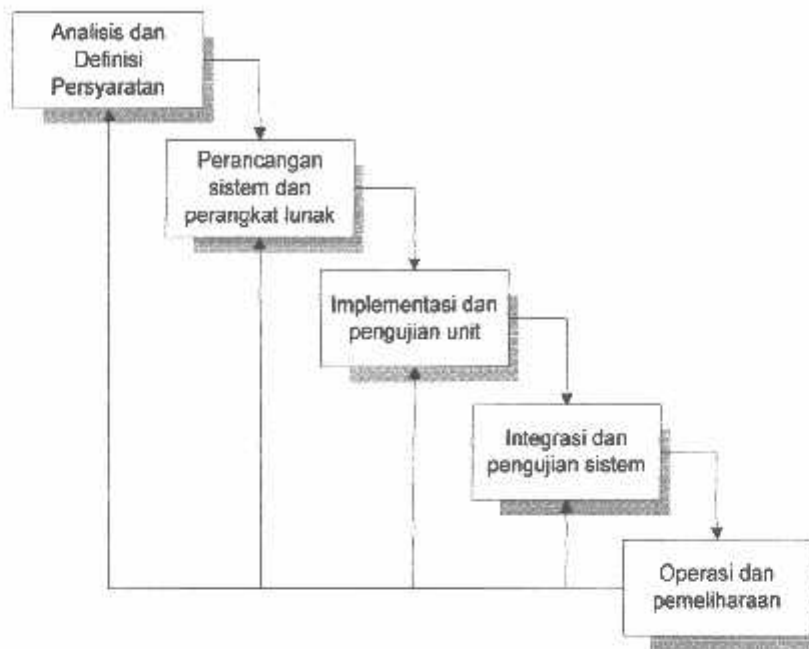 Analisis dan
Definisi
Persyaratan
Perancangan
sistem dan
perangkat lunak
Implementasi dan
pengujian unit
Integrasi dan
pengujian sistem
Operasi dan
pemeliharaan